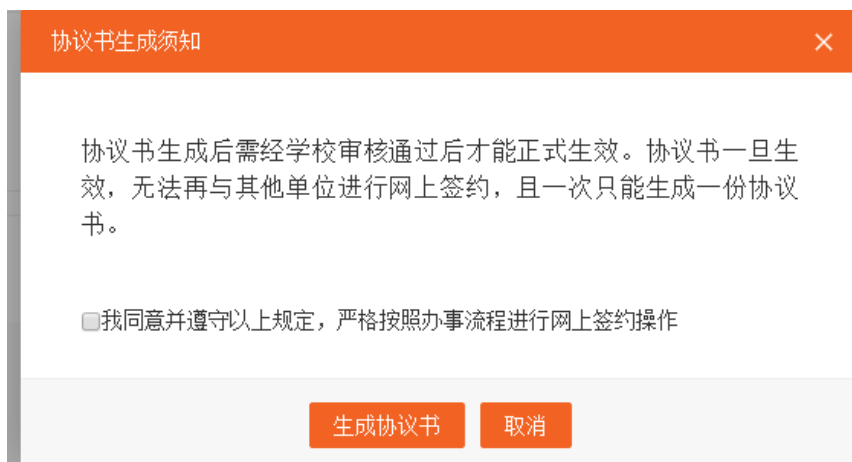 协议书生成须知
协议书生成后需经学校审核通过后才能正式生效。协议书一旦生
效，无法再与其他单位进行网上签约，且一次只能生成一份协议
书。
我同意并遵守以上规定，严格按照办事流程进行网上签约操作
生成协议书 取消